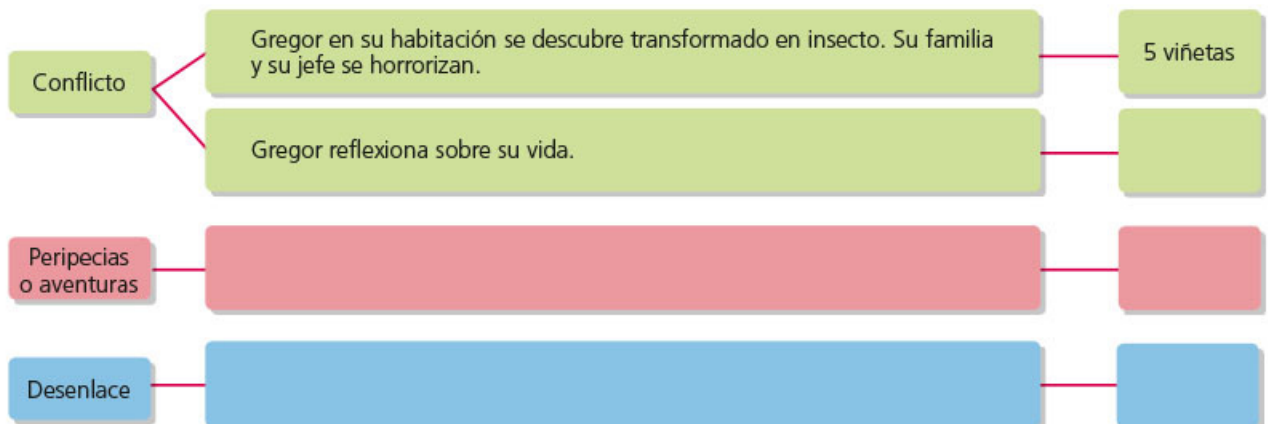 Conflicto
Gregor en su habitación se descubre transformado en insecto. Su familia
y su jefe se horrorizan.
5 viñetas
Gregor reflexiona sobre su vida.
Peripecias
o aventuras
Desenlace